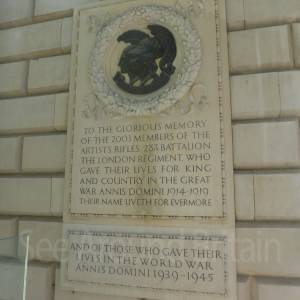 TO THE GLORIOUS MEMORY
OF THE 2003 MEMBERS OF THE
ARTISTS RIFLES, 28TH BATTALION
THE LONDON REGIMENT, WHO
GAVE THEIR LIVES FOR KING
AND COUNTRY IN THE GREAT
WAR ANNIS DOMINI 1914-1919
THEIR NAME LIVETH FOR EVERMORE
AND OF THOSE WHO GAVE THEIR
LIVES IN THE WORLD WAR
ANNIS DOMINI 1939-1945